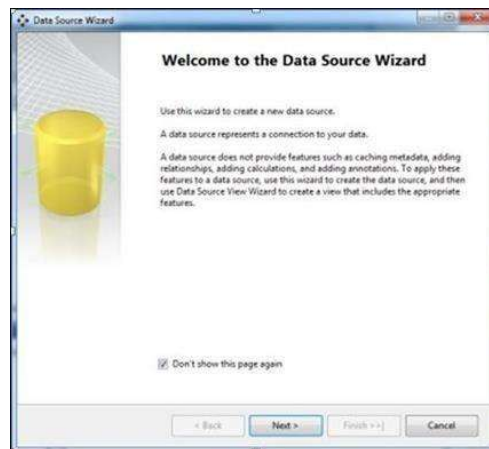 Data Source Wizard
Welcome to the Data Source Wizard
Use this wizard to create a new data source.
A data source represents a connection to your data.
A data source does not provide features such as caching metadata, adding
relationships, adding calculations, and adding annotations. To apply these
features to a data source, use this wizard to create the data source, and then
use Data Source View Wizard to create a view that includes the appropriate
features.
Don't show this page again
< Back Next > Finish >>| Cancel